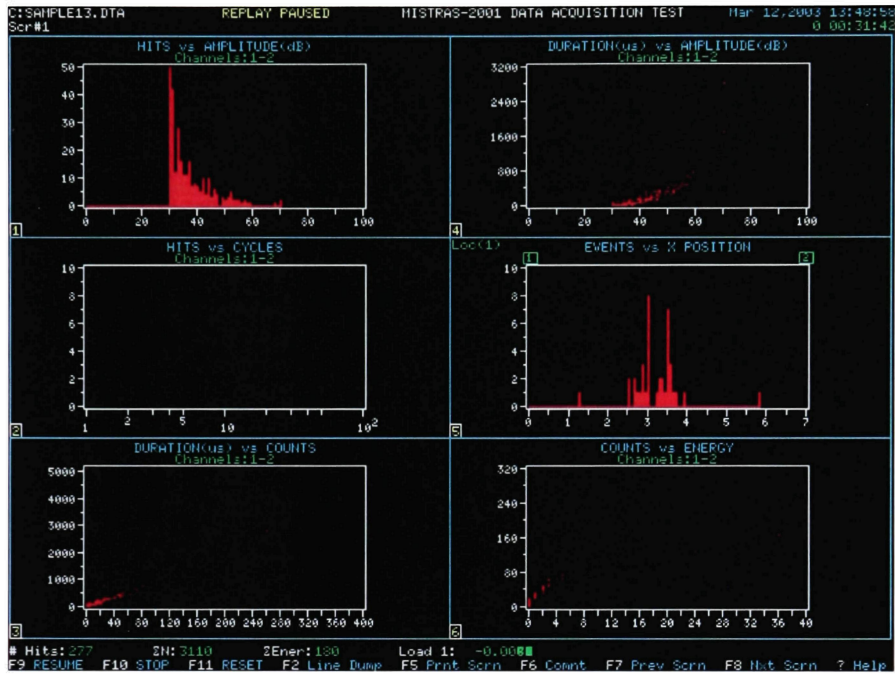 C:SAMPLE13.DTA REPLAY PAUSED MISTRAS-2001 DATA ACQUISITION TEST Mar 12,2003 13:48:58
Scr#1 0 00:31:42
HITS vs AMPLITUDE(dB)
Channels:1-2
50
40
30
20
10
0
0 20 40 60 80 100
1
DURATION(us) vs AMPLITUDE(dB)
Channels:1-2
3200
2400
1600
800
0
0 20 40 60 80 100
4
HITS vs CYCLES
Channels:1-2
10
8
6
4
2
0
1 2 5 10 10²
2
Loc(1) EVENTS vs X POSITION
1 2
10
8
6
4
2
0
0 1 2 3 4 5 6 7
5
DURATION(us) vs COUNTS
Channels:1-2
5000
4000
3000
2000
1000
0
0 40 80 120 160 200 240 280 320 360 400
3
COUNTS vs ENERGY
Channels:1-2
320
240
160
80
0
0 4 8 12 16 20 24 28 32 36 40
6
# Hits:277 ΣN:3110 ΣEner:180 Load 1: -0.00
F9 RESUME F10 STOP F11 RESET F2 Line Dump F5 Prnt Scrn F6 Comnt F7 Prev Scrn F8 Nxt Scrn ? Help